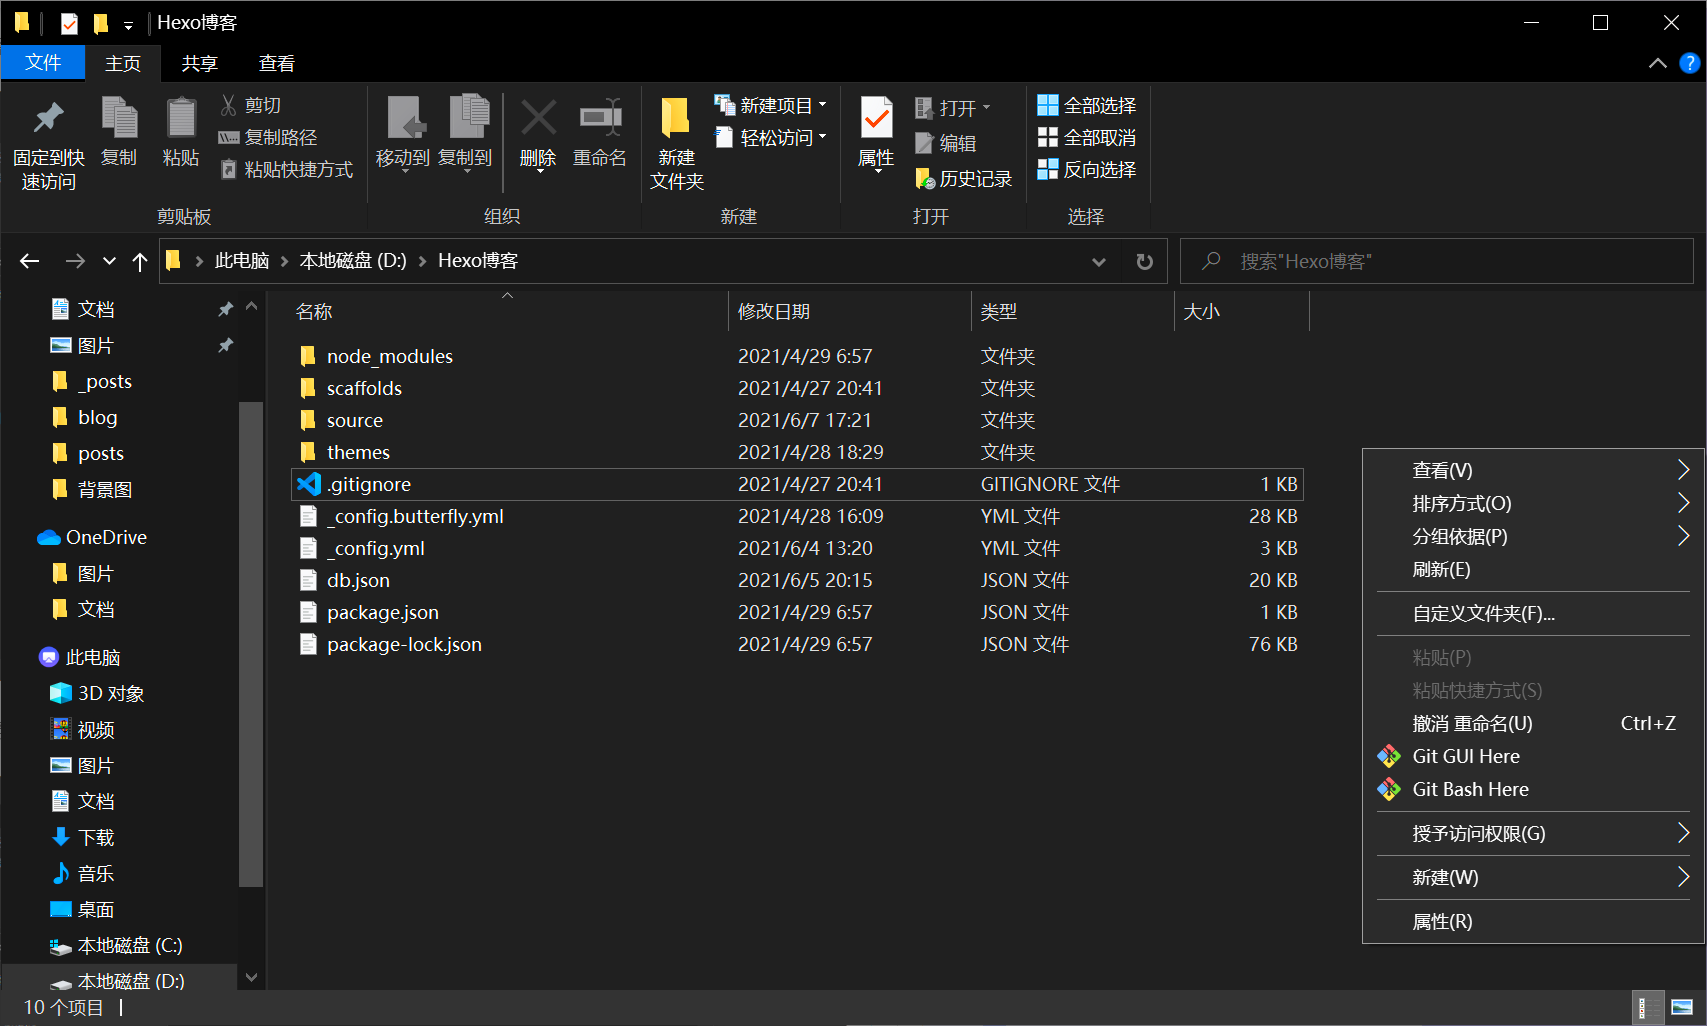 Hexo博客
文件 主页 共享 查看
固定到快速访问
复制
粘贴
剪切
复制路径
粘贴快捷方式
剪贴板
移动到
复制到
删除
重命名
组织
新建
文件夹
新建项目
轻松访问
新建
属性
打开
编辑
历史记录
打开
全部选择
全部取消
反向选择
选择
此电脑 本地磁盘 (D:) Hexo博客
搜索"Hexo博客"
文档
图片
_posts
blog
posts
背景图
OneDrive
图片
文档
此电脑
3D 对象
视频
图片
文档
下载
音乐
桌面
本地磁盘 (C:)
本地磁盘 (D:)
名称 修改日期 类型 大小
node_modules 2021/4/29 6:57 文件夹
scaffolds 2021/4/27 20:41 文件夹
source 2021/6/7 17:21 文件夹
themes 2021/4/28 18:29 文件夹
.gitignore 2021/4/27 20:41 GITIGNORE 文件 1 KB
_config.butterfly.yml 2021/4/28 16:09 YML 文件 28 KB
_config.yml 2021/6/4 13:20 YML 文件 3 KB
db.json 2021/6/5 20:15 JSON 文件 20 KB
package.json 2021/4/29 6:57 JSON 文件 1 KB
package-lock.json 2021/4/29 6:57 JSON 文件 76 KB
查看(V)
排序方式(O)
分组依据(P)
刷新(E)
自定义文件夹(F)...
粘贴(P)
粘贴快捷方式(S)
撤消 重命名(U) Ctrl+Z
Git GUI Here
Git Bash Here
授予访问权限(G)
新建(W)
属性(R)
10 个项目